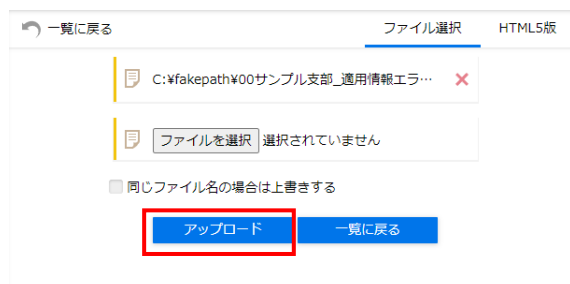 一覧に戻る ファイル選択 HTML5版
C:¥fakepath¥00サンプル支部_適用情報エラ…
ファイルを選択 選択されていません
同じファイル名の場合は上書きする
アップロード 一覧に戻る